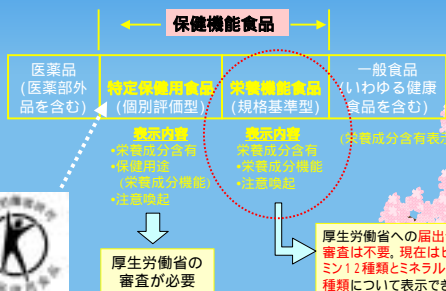 保健機能食品
医薬品
(医薬部外
品を含む)
特定保健用食品
(個別評価型)
栄養機能食品
(規格基準型)
一般食品
(いわゆる健康
食品を含む)
表示内容
•栄養成分含有
•保健用途
(栄養成分機能)
•注意喚起
表示内容
栄養成分含有
•栄養成分機能
•注意喚起
(栄養成分含有表示
厚生労働省の
審査が必要
厚生労働省への届出
審査は不要。現在はビ
ミン12種類とミネラル
種類について表示でき